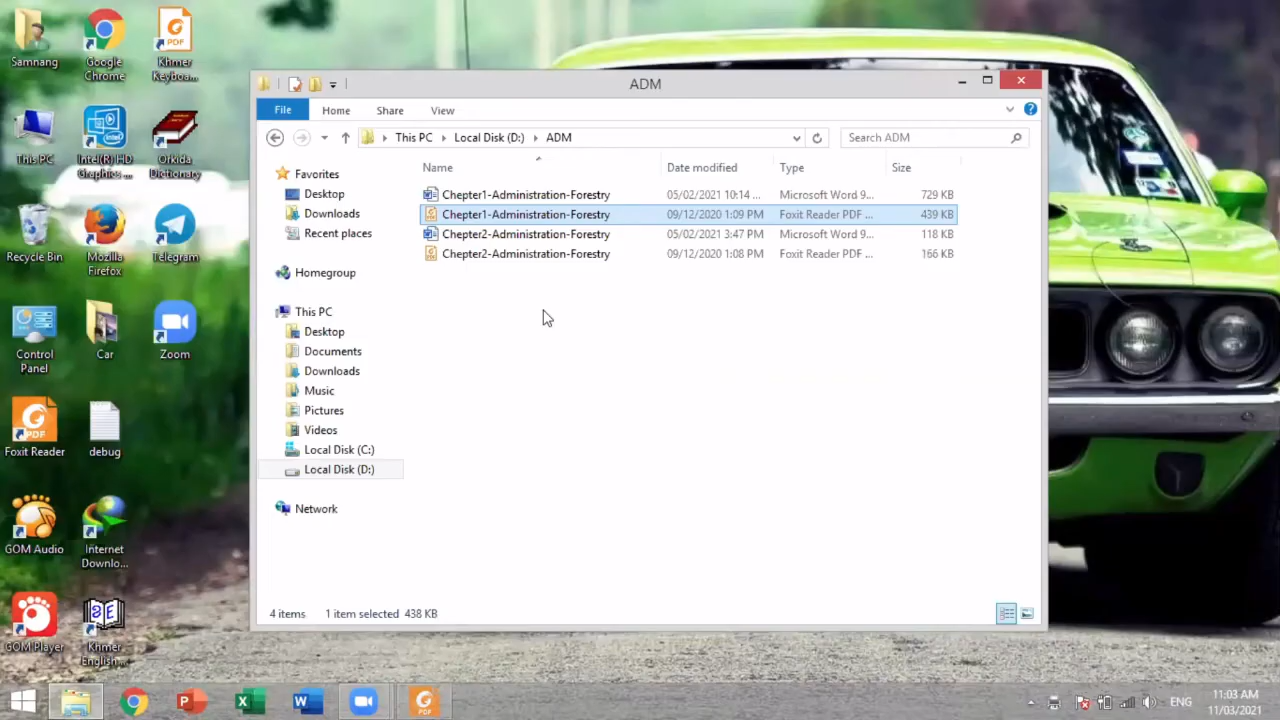 Samnang
Google Chrome
Khmer Keyboa...
This PC
Intel(R) HD Graphics ...
Orkida Dictionary
Recycle Bin
Mozilla Firefox
Telegram
Control Panel
Car
Zoom
Foxit Reader
debug
GOM Audio
Internet Downlo...
GOM Player
Khmer English...
ADM
File Home Share View
This PC Local Disk (D:) ADM
Search ADM
Name Date modified Type Size
Chepter1-Administration-Forestry 05/02/2021 10:14 ... Microsoft Word 9... 729 KB
Chepter1-Administration-Forestry 09/12/2020 1:09 PM Foxit Reader PDF ... 439 KB
Chepter2-Administration-Forestry 05/02/2021 3:47 PM Microsoft Word 9... 118 KB
Chepter2-Administration-Forestry 09/12/2020 1:08 PM Foxit Reader PDF ... 166 KB
Favorites
Desktop
Downloads
Recent places
Homegroup
This PC
Desktop
Documents
Downloads
Music
Pictures
Videos
Local Disk (C:)
Local Disk (D:)
Network
4 items 1 item selected 438 KB
ENG
11:03 AM
11/03/2021